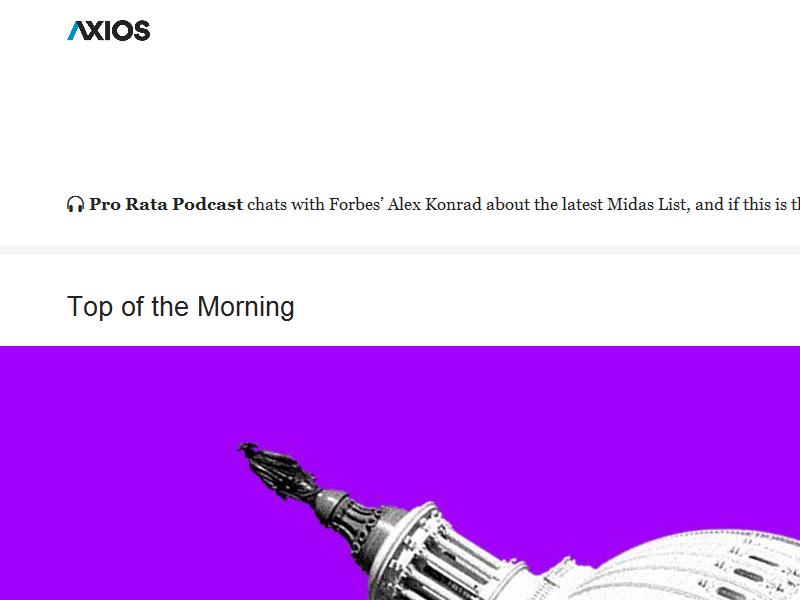 AXIOS
🎧 Pro Rata Podcast chats with Forbes’ Alex Konrad about the latest Midas List, and if this is
Top of the Morning